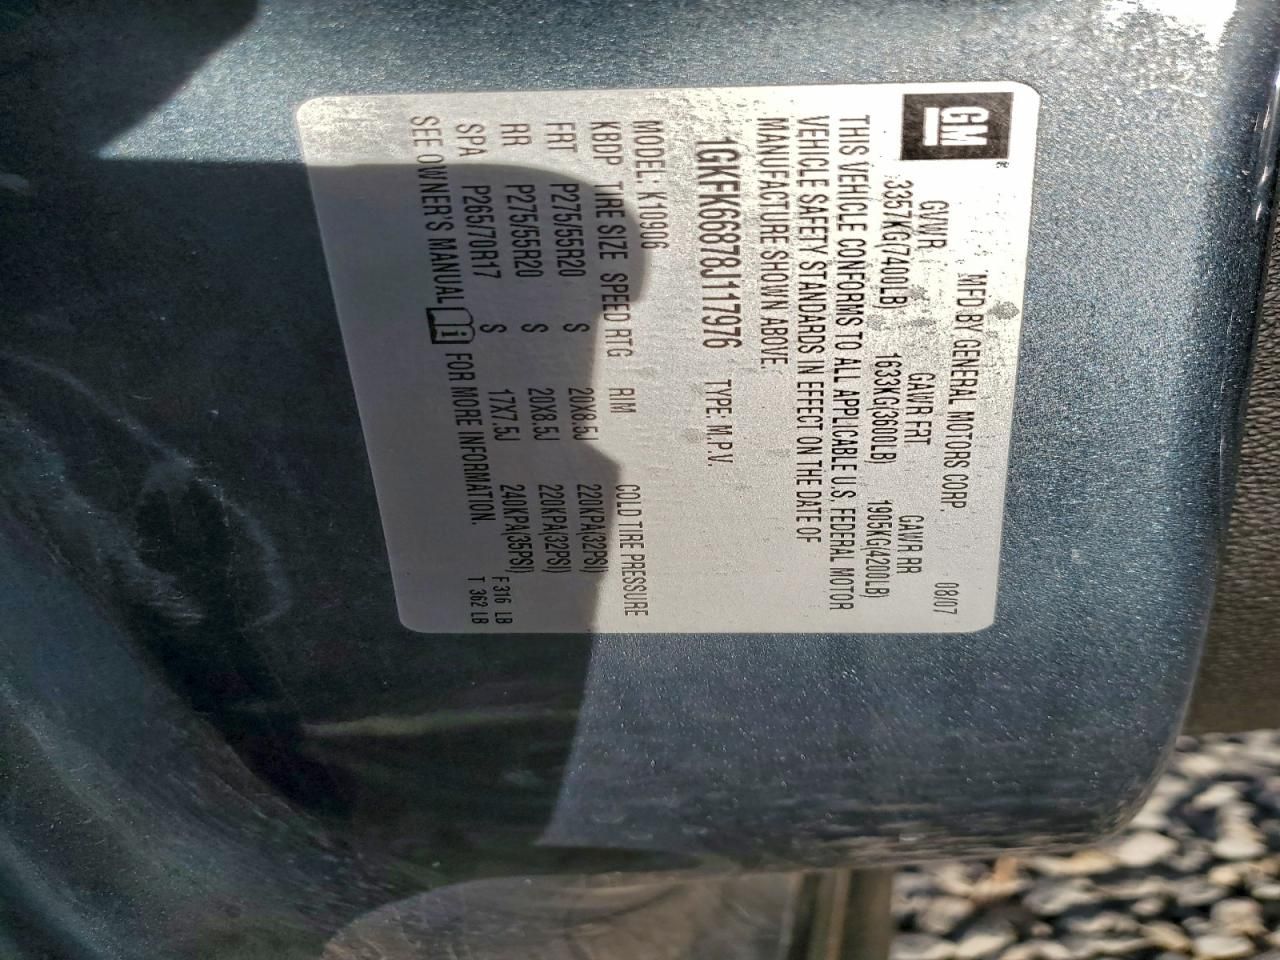 GM
MFD BY GENERAL MOTORS CORP. 08/07
GVWR GAWR FRT GAWR RR
3357KG(7400LB) 1633KG(3600LB) 1905KG(4200LB)
THIS VEHICLE CONFORMS TO ALL APPLICABLE U.S. FEDERAL MOTOR
VEHICLE SAFETY STANDARDS IN EFFECT ON THE DATE OF
MANUFACTURE SHOWN ABOVE.
1GKFK66878J117976 TYPE: M.P.V.
MODEL: K10906
KBDP TIRE SIZE SPEED RTG RIM COLD TIRE PRESSURE
FRT P275/55R20 S 20X8.5J 220KPA(32PSI)
RR P275/55R20 S 20X8.5J 220KPA(32PSI)
SPA P265/70R17 S 17X7.5J 240KPA(35PSI) F 316 LB
SEE OWNER'S MANUAL i FOR MORE INFORMATION. T 362 LB